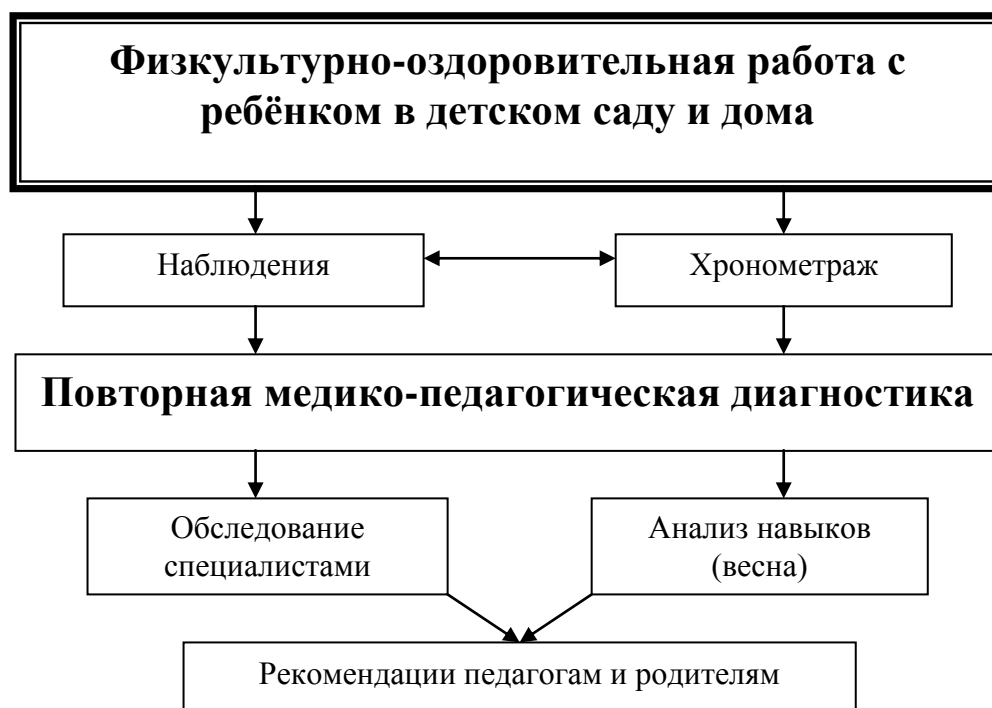 Физкультурно-оздоровительная работа с
ребёнком в детском саду и дома
Наблюдения
Хронометраж
Повторная медико-педагогическая диагностика
Обследование
специалистами
Анализ навыков
(весна)
Рекомендации педагогам и родителям